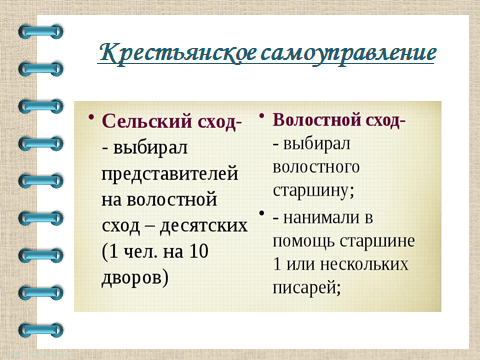 Крестьянское самоуправление
• Сельский сход-
- выбирал
представителей
на волостной
сход – десятских
(1 чел. на 10
дворов)
• Волостной сход-
- выбирал
волостного
старшину;
• - нанимали в
помощь старшине
1 или нескольких
писарей;